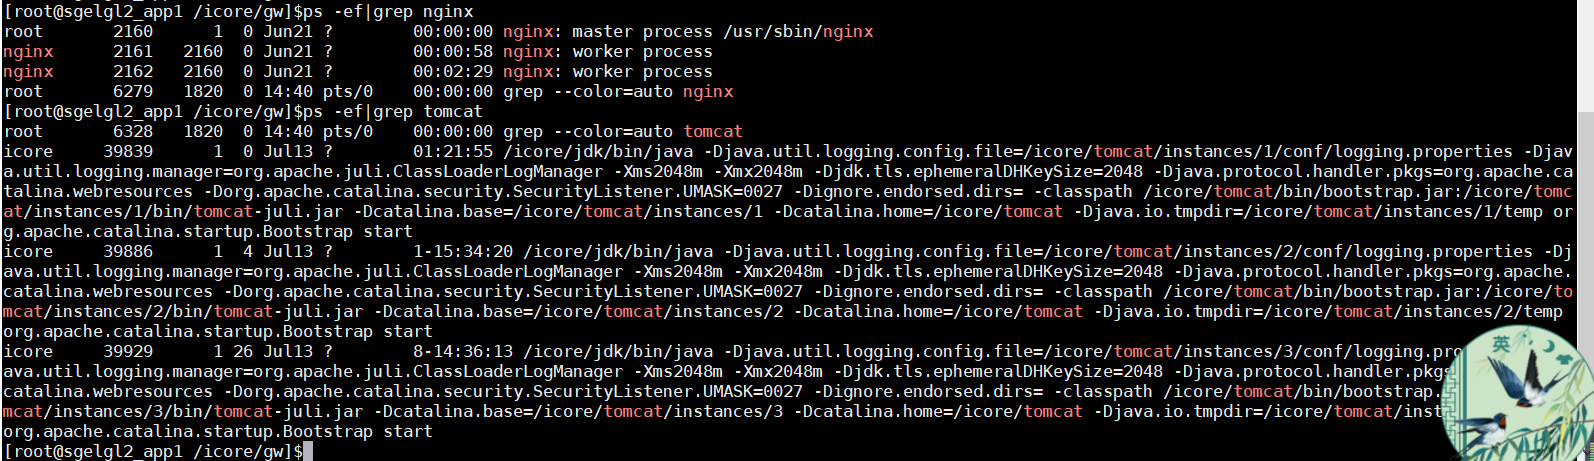 [root@sgelgl2_app1 /icore/gw]$ps -ef|grep nginx
root       2160      1  0 Jun21 ?        00:00:00 nginx: master process /usr/sbin/nginx
nginx      2161   2160  0 Jun21 ?        00:00:58 nginx: worker process
nginx      2162   2160  0 Jun21 ?        00:02:29 nginx: worker process
root       6279   1820  0 14:40 pts/0    00:00:00 grep --color=auto nginx
[root@sgelgl2_app1 /icore/gw]$ps -ef|grep tomcat
root       6328   1820  0 14:40 pts/0    00:00:00 grep --color=auto tomcat
icore     39839      1  0 Jul13 ?        01:21:55 /icore/jdk/bin/java -Djava.util.logging.config.file=/icore/tomcat/instances/1/conf/logging.properties -Djav
a.util.logging.manager=org.apache.juli.ClassLoaderLogManager -Xms2048m -Xmx2048m -Djdk.tls.ephemeralDHKeySize=2048 -Djava.protocol.handler.pkgs=org.apache.ca
talina.webresources -Dorg.apache.catalina.security.SecurityListener.UMASK=0027 -Dignore.endorsed.dirs= -classpath /icore/tomcat/bin/bootstrap.jar:/icore/tomc
at/instances/1/bin/tomcat-juli.jar -Dcatalina.base=/icore/tomcat/instances/1 -Dcatalina.home=/icore/tomcat -Djava.io.tmpdir=/icore/tomcat/instances/1/temp or
g.apache.catalina.startup.Bootstrap start
icore     39886      1  4 Jul13 ?        1-15:34:20 /icore/jdk/bin/java -Djava.util.logging.config.file=/icore/tomcat/instances/2/conf/logging.properties -Dj
ava.util.logging.manager=org.apache.juli.ClassLoaderLogManager -Xms2048m -Xmx2048m -Djdk.tls.ephemeralDHKeySize=2048 -Djava.protocol.handler.pkgs=org.apache.
catalina.webresources -Dorg.apache.catalina.security.SecurityListener.UMASK=0027 -Dignore.endorsed.dirs= -classpath /icore/tomcat/bin/bootstrap.jar:/icore/to
mcat/instances/2/bin/tomcat-juli.jar -Dcatalina.base=/icore/tomcat/instances/2 -Dcatalina.home=/icore/tomcat -Djava.io.tmpdir=/icore/tomcat/instances/2/temp
org.apache.catalina.startup.Bootstrap start
icore     39929      1 26 Jul13 ?        8-14:36:13 /icore/jdk/bin/java -Djava.util.logging.config.file=/icore/tomcat/instances/3/conf/logging.pro
ava.util.logging.manager=org.apache.juli.ClassLoaderLogManager -Xms2048m -Xmx2048m -Djdk.tls.ephemeralDHKeySize=2048 -Djava.protocol.handler.pkgs
catalina.webresources -Dorg.apache.catalina.security.SecurityListener.UMASK=0027 -Dignore.endorsed.dirs= -classpath /icore/tomcat/bin/bootstrap.
mcat/instances/3/bin/tomcat-juli.jar -Dcatalina.base=/icore/tomcat/instances/3 -Dcatalina.home=/icore/tomcat -Djava.io.tmpdir=/icore/tomcat/inst
org.apache.catalina.startup.Bootstrap start
[root@sgelgl2_app1 /icore/gw]$
英